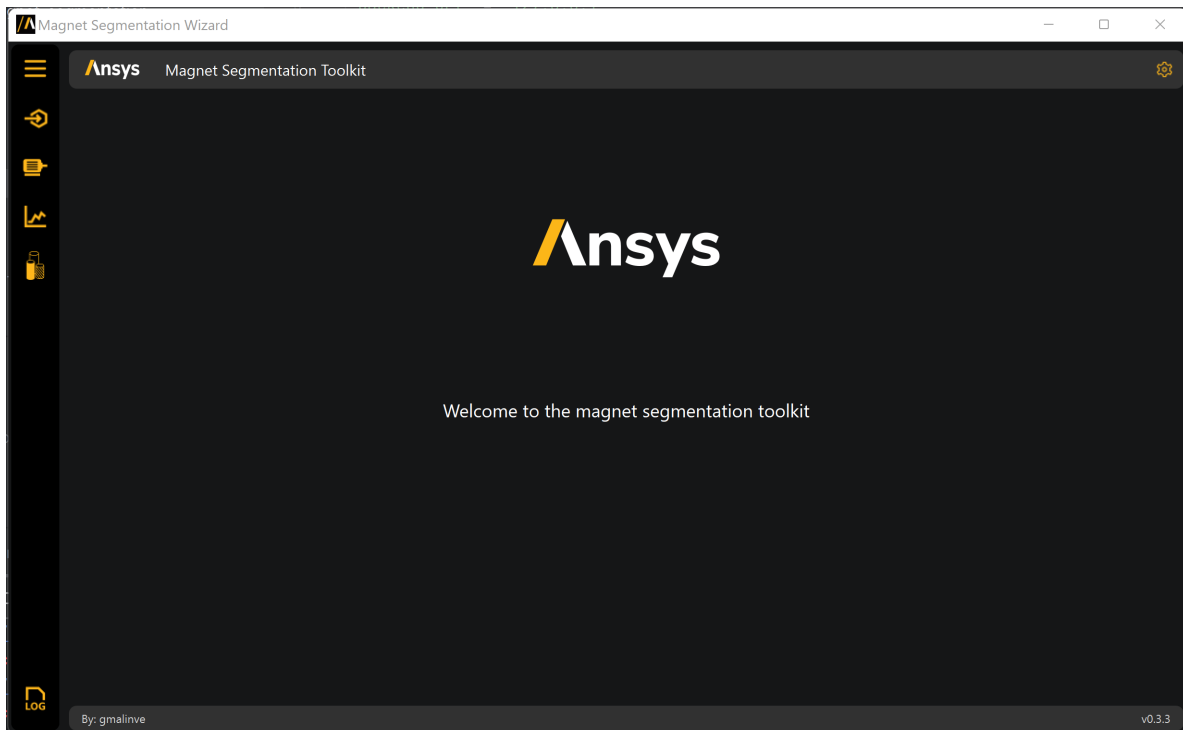 Magnet Segmentation Wizard
Ansys Magnet Segmentation Toolkit
Ansys
Welcome to the magnet segmentation toolkit
LOG
By: gmalinve v0.3.3